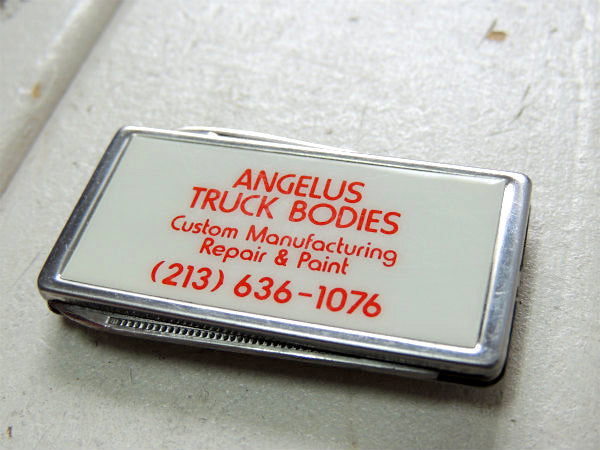 ANGELUS
TRUCK BODIES
Custom Manufacturing
Repair & Paint
(213) 636-1076